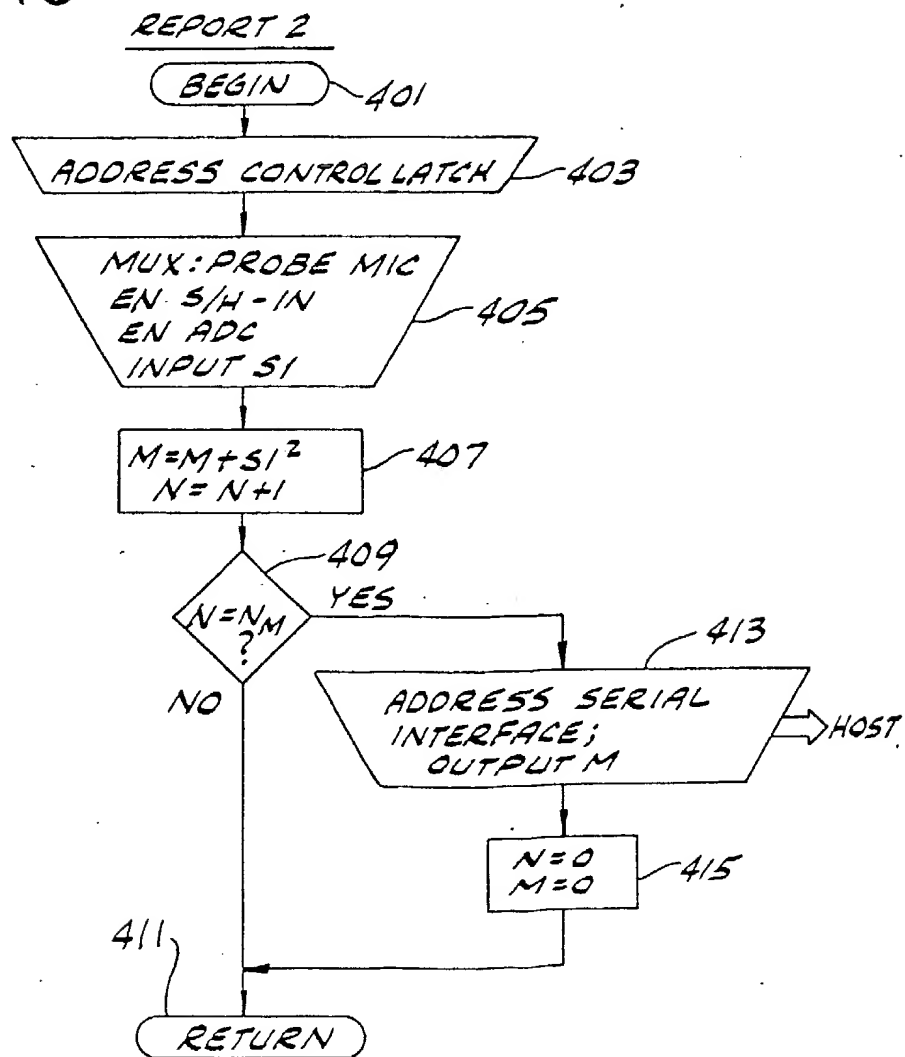 REPORT 2
BEGIN
401
ADDRESS CONTROL LATCH
403
MUX: PROBE MIC
EN S/H-IN
EN ADC
INPUT S1
405
M=M+S1²
N=N+1
407
409
N=NM
?
YES
NO
413
ADDRESS SERIAL
INTERFACE;
OUTPUT M
HOST
N=0
M=0
415
411
RETURN